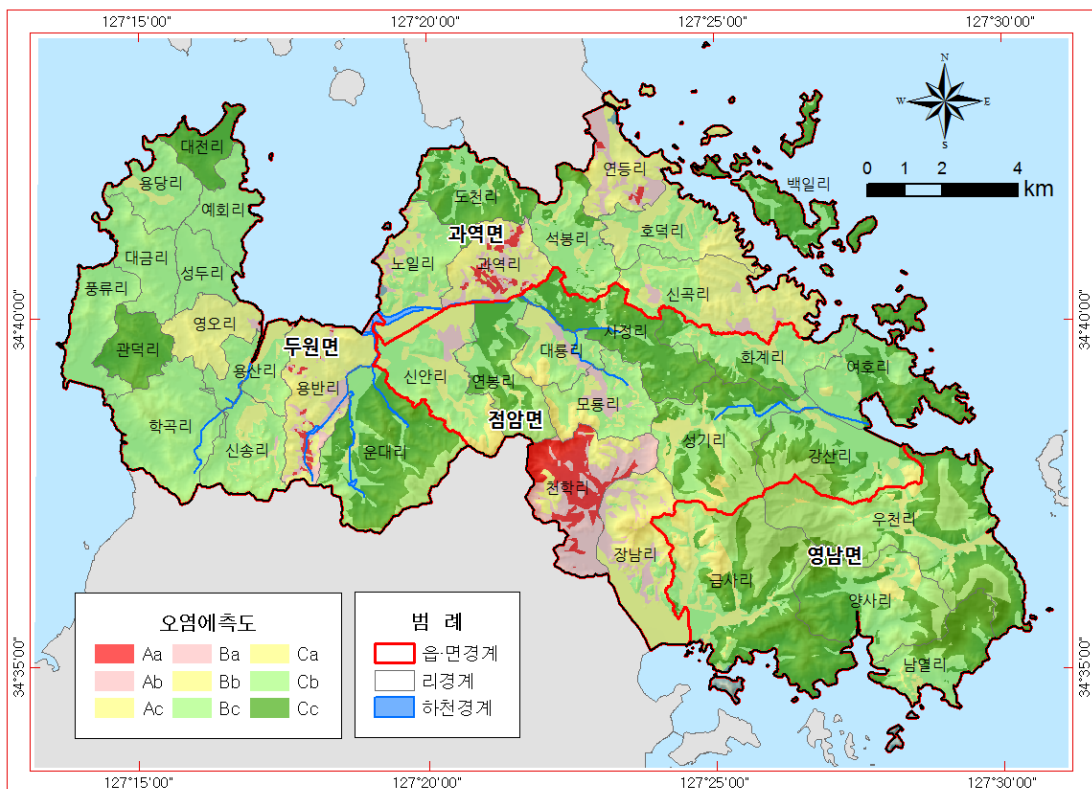 127°15'00" 127°20'00" 127°25'00" 127°30'00"
N
W E
S
0 1 2 4
km
대전리
용당리
예회리
대금리
성두리
풍류리
영오리
관덕리
용산리
두원면
용반리
학곡리
신송리
운대리
도천리
과역면
노일리
과역리
석봉리
연등리
호덕리
백일리
신곡리
사정리
대룡리
화계리
여호리
신안리
연봉리
점암면
모룡리
성기리
강산리
천학리
장남리
우천리
영남면
금사리
양사리
남열리
34°40'00" 34°40'00"
34°35'00" 34°35'00"
오염예측도
Aa Ba Ca
Ab Bb Cb
Ac Bc Cc
범 례
읍·면경계
리경계
하천경계
127°15'00" 127°20'00" 127°25'00" 127°30'00"